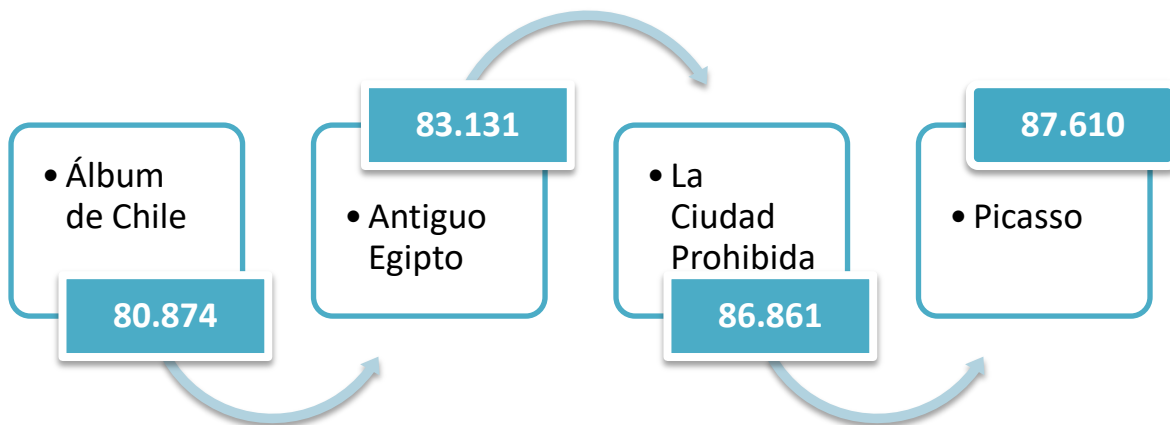 • Álbum
de Chile
80.874
83.131
• Antiguo
Egipto
• La
Ciudad
Prohibida
86.861
87.610
• Picasso